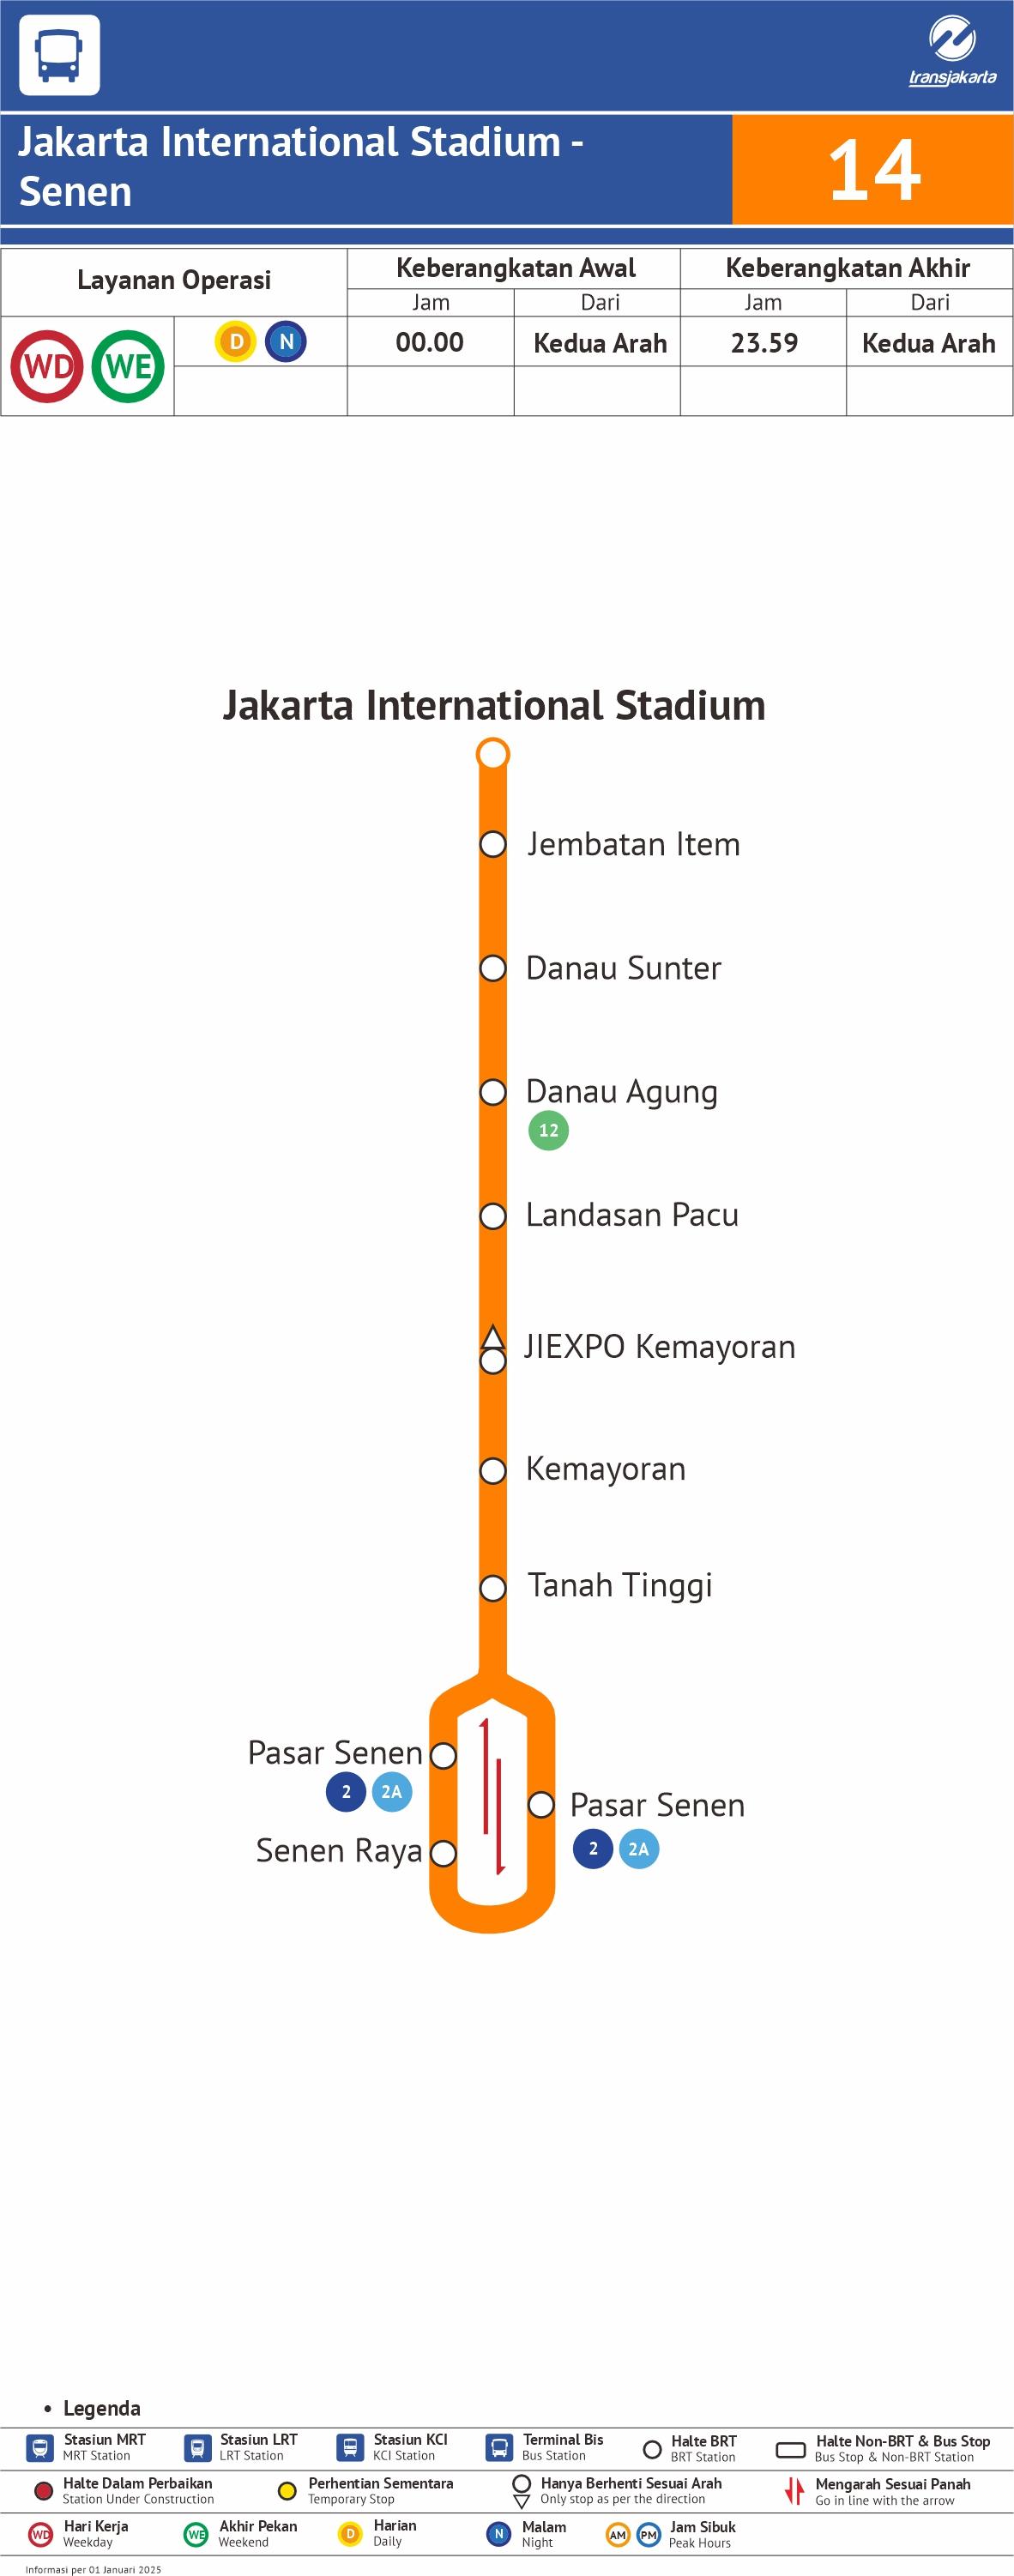 transjakarta
Jakarta International Stadium -
Senen
14
Layanan Operasi
Keberangkatan Awal
Keberangkatan Akhir
Jam
Dari
Jam
Dari
WD
WE
D
N
00.00
Kedua Arah
23.59
Kedua Arah
Jakarta International Stadium
Jembatan Item
Danau Sunter
Danau Agung
12
Landasan Pacu
JIEXPO Kemayoran
Kemayoran
Tanah Tinggi
Pasar Senen
2 2A
Pasar Senen
2 2A
Senen Raya
• Legenda
Stasiun MRT
MRT Station
Stasiun LRT
LRT Station
Stasiun KCI
KCI Station
Terminal Bis
Bus Station
Halte BRT
BRT Station
Halte Non-BRT & Bus Stop
Bus Stop & Non-BRT Station
Halte Dalam Perbaikan
Station Under Construction
Perhentian Sementara
Temporary Stop
Hanya Berhenti Sesuai Arah
Only stop as per the direction
Mengarah Sesuai Panah
Go in line with the arrow
WD
Hari Kerja
Weekday
WE
Akhir Pekan
Weekend
D
Harian
Daily
N
Malam
Night
AM PM
Jam Sibuk
Peak Hours
Informasi per 01 Januari 2025